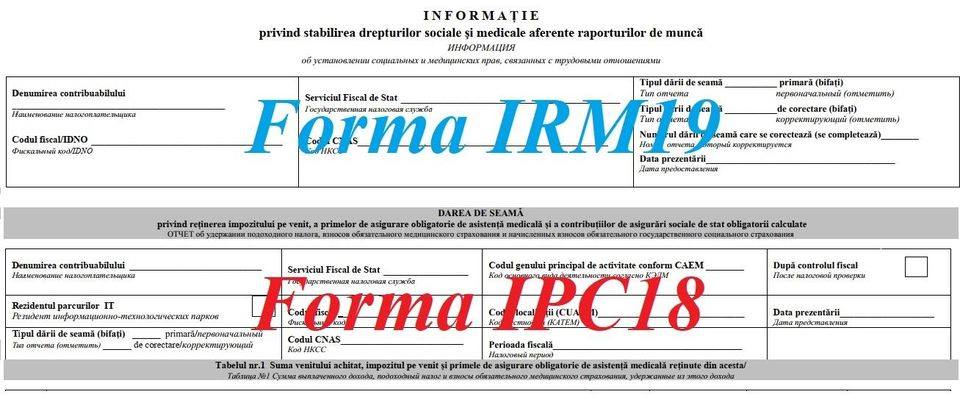 INFORMAȚIE
privind stabilirea drepturilor sociale și medicale aferente raporturilor de muncă
ИНФОРМАЦИЯ
об установлении социальных и медицинских прав, связанных с трудовыми отношениями
Denumirea contribuabilului
Наименование налогоплательщика
Codul fiscal/IDNO
Фискальный код/IDNO
Serviciul Fiscal de Stat
Государственная налоговая служба
Codul CNAS
Код НКСС
Tipul dării de seamă primară (bifați)
Тип отчета первоначальный (отметить)
Tipul dării de seamă de corectare (bifați)
Тип отчета корректирующий (отметить)
Numărul dării de seamă care se corectează (se completează)
Номер отчета, который корректируется
Data prezentării
Дата предоставления
Forma IRM19
DAREA DE SEAMĂ
privind reținerea impozitului pe venit, a primelor de asigurare obligatorie de asistență medicală și a contribuțiilor de asigurări sociale de stat obligatorii calculate
ОТЧЕТ об удержании подоходного налога, взносов обязательного медицинского страхования и начисленных взносов обязательного государственного социального страхования
Denumirea contribuabilului
Наименование налогоплательщика
Serviciul Fiscal de Stat
Государственная налоговая служба
Codul genului principal de activitate conform CAEM
Код основного вида деятельности согласно КЭДМ
După controlul fiscal
После налоговой проверки
Rezidentul parcurilor IT
Резидент информационно-технологических парков
Codul fiscal
Фискальный код
Codul localității (CUATM)
Код местности (КАТЕМ)
Data prezentării
Дата представления
Tipul dării de seamă (bifați) primară/первоначальный
Тип отчета (отметить) de corectare/корректирующий
Codul CNAS
Код НКСС
Perioada fiscală
Налоговый период
Forma IPC18
Tabelul nr.1 Suma venitului achitat, impozitul pe venit și primele de asigurare obligatorie de asistență medicală reținute din acesta/
Таблица №1 Сумма выплаченного дохода, подоходный налог и взносы обязательного медицинского страхования, удержанные из этого дохода